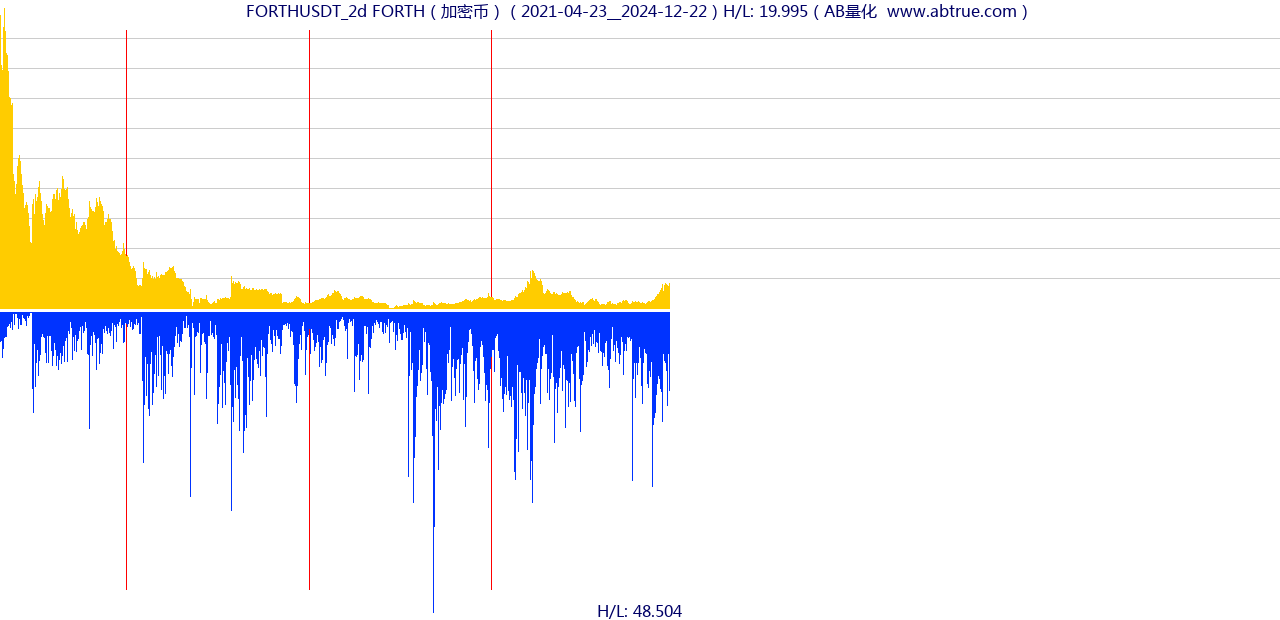 FORTHUSDT_2d FORTH ( 加密币 ) ( 2021-04-23__2024-12-22 ) H/L: 19.995 ( AB量化  www.abtrue.com )
H/L: 48.504